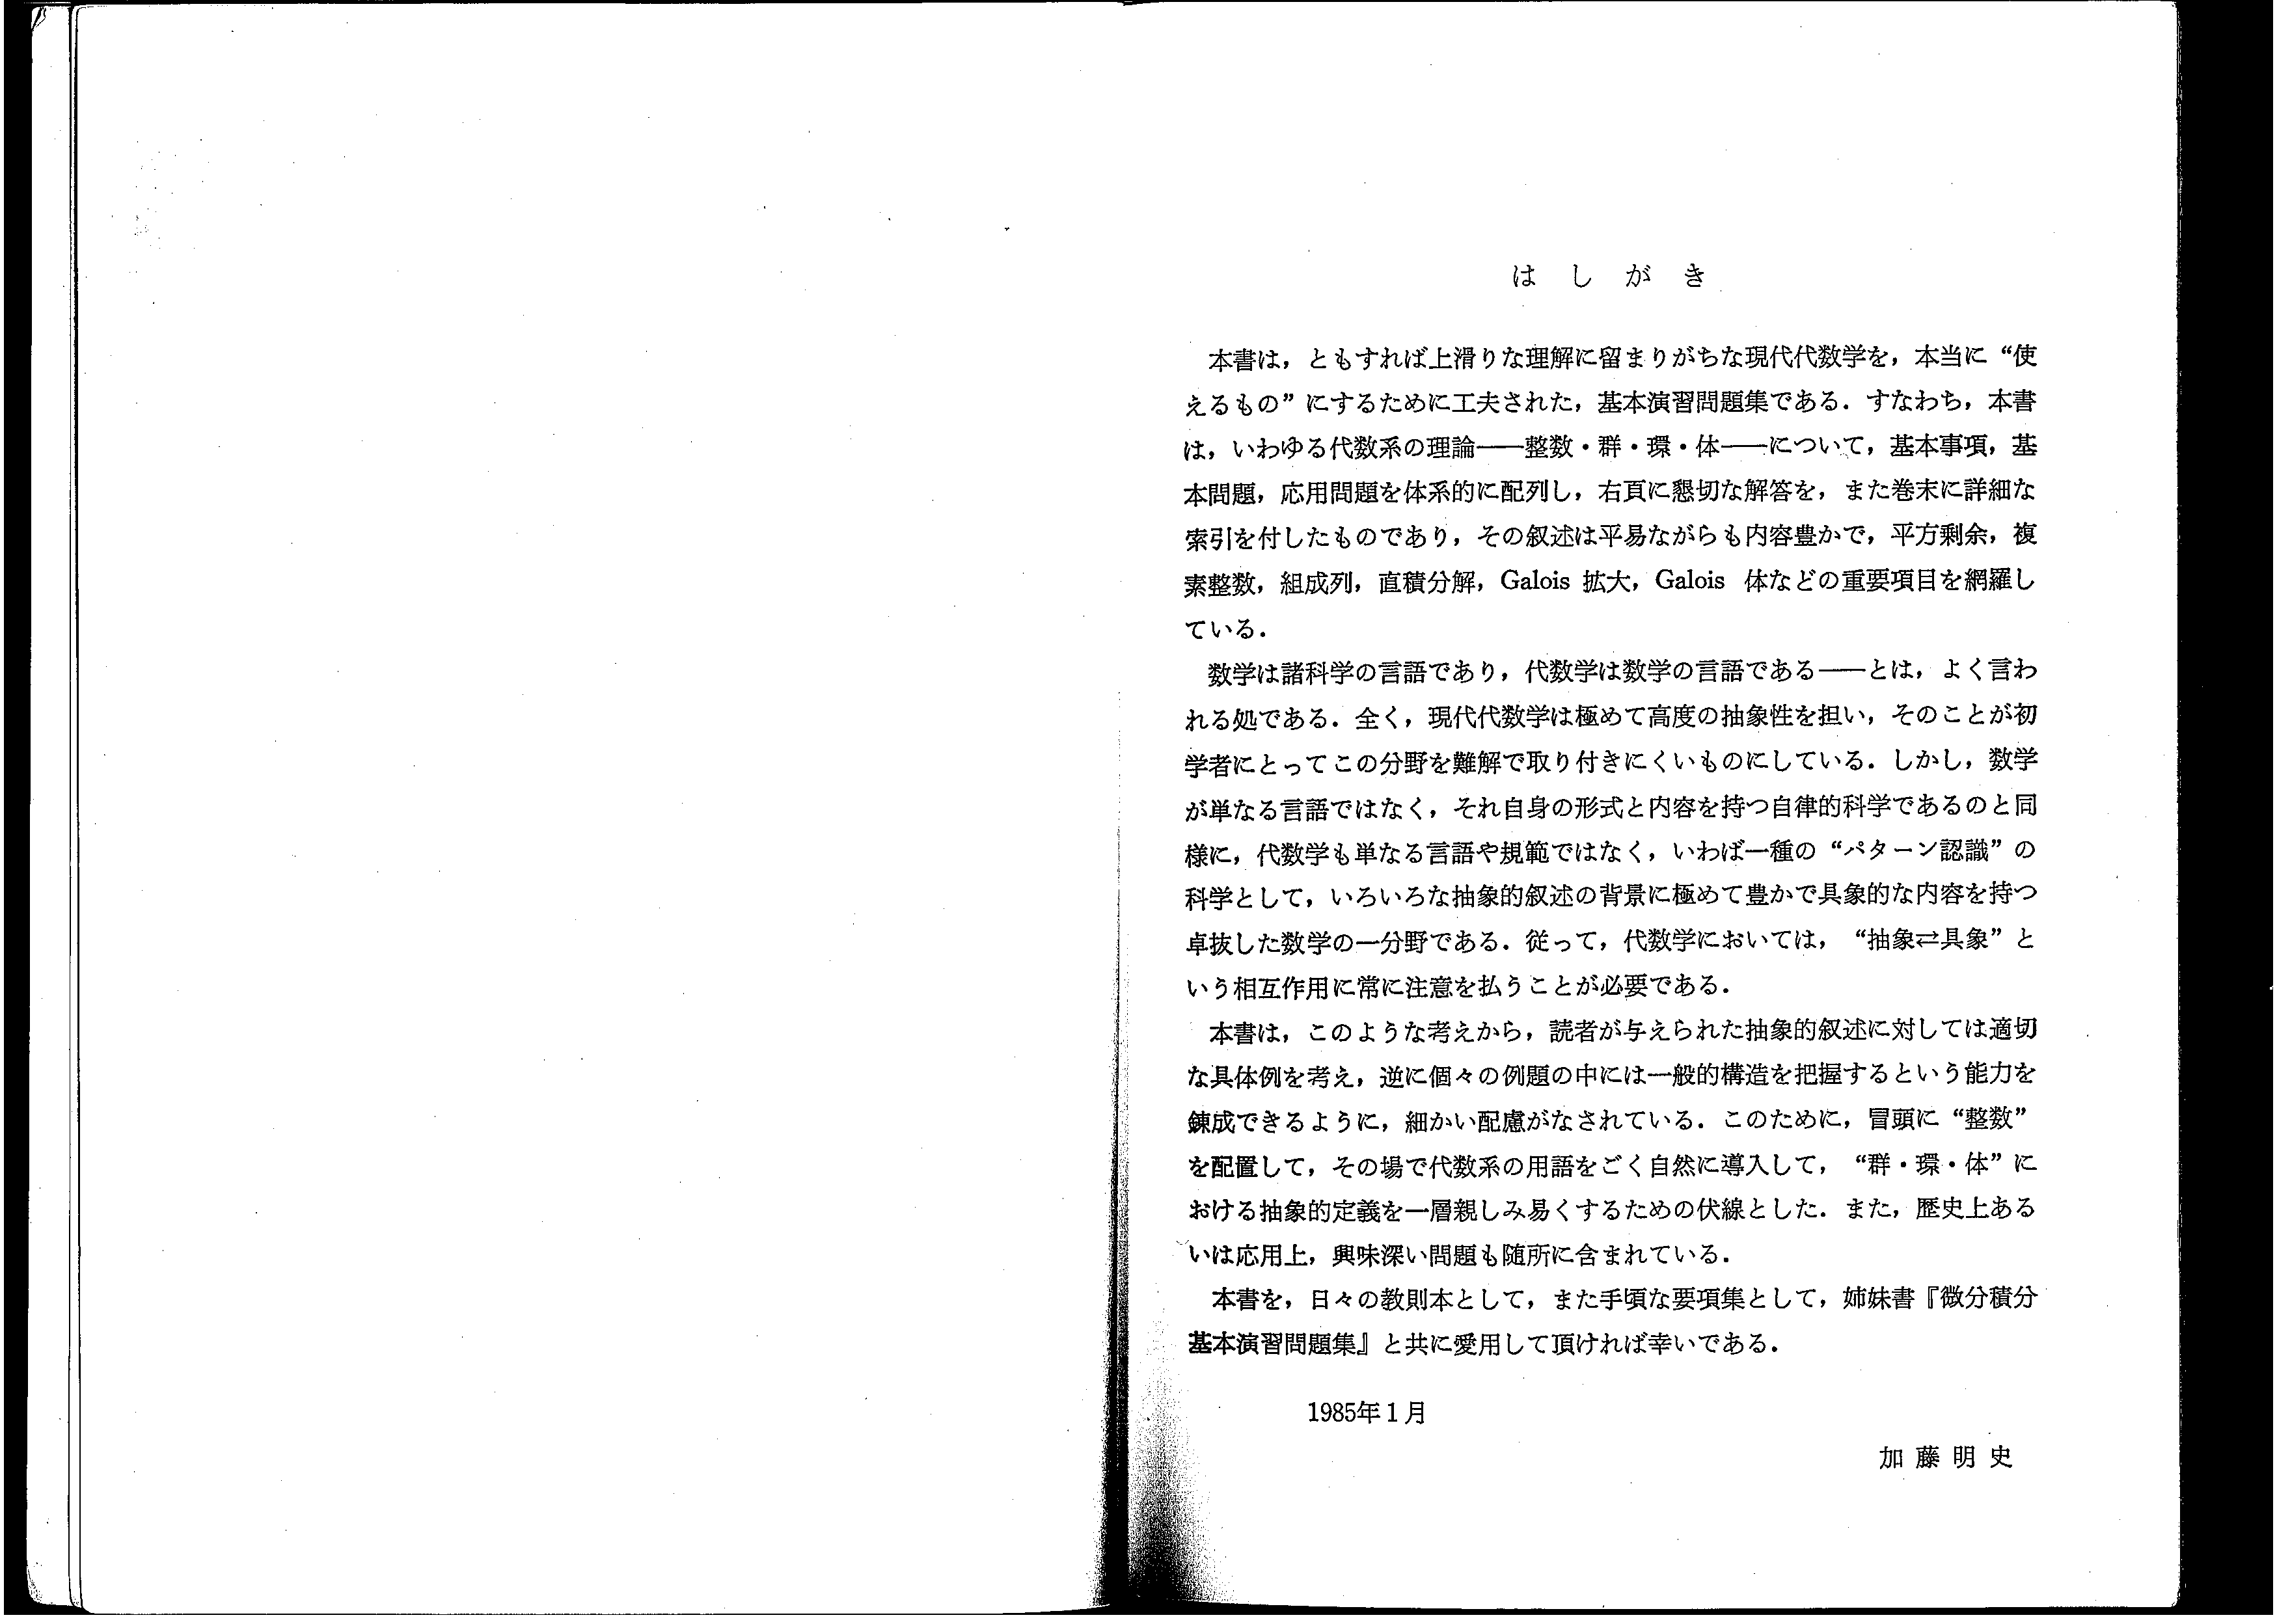 はしがき
本書は，ともすれば上滑りな理解に留まりがちな現代代数学を，本当に“使
えるもの”にするために工夫された，基本演習問題集である．すなわち，本書
は，いわゆる代数系の理論――整数・群・環・体――について，基本事項，基
本問題，応用問題を体系的に配列し，右頁に懇切な解答を，また巻末に詳細な
索引を付したものであり，その叙述は平易ながらも内容豊かで，平方剰余，複
素整数，組成列，直積分解，Galois 拡大，Galois 体などの重要項目を網羅し
ている．
数学は諸科学の言語であり，代数学は数学の言語である――とは，よく言わ
れる処である．全く，現代代数学は極めて高度の抽象性を担い，そのことが初
学者にとってこの分野を難解で取り付きにくいものにしている．しかし，数学
が単なる言語ではなく，それ自身の形式と内容を持つ自律的科学であるのと同
様に，代数学も単なる言語や規範ではなく，いわば一種の“パターン認識”の
科学として，いろいろな抽象的叙述の背景に極めて豊かで具象的な内容を持つ
卓抜した数学の一分野である．従って，代数学においては，“抽象⇄具象”と
いう相互作用に常に注意を払うことが必要である．
本書は，このような考えから，読者が与えられた抽象的叙述に対しては適切
な具体例を考え，逆に個々の例題の中には一般的構造を把握するという能力を
錬成できるように，細かい配慮がなされている．このために，冒頭に“整数”
を配置して，その場で代数系の用語をごく自然に導入して，“群・環・体”に
おける抽象的定義を一層親しみ易くするための伏線とした．また，歴史上ある
いは応用上，興味深い問題も随所に含まれている．
本書を，日々の教則本として，また手頃な要項集として，姉妹書『微分積分
基本演習問題集』と共に愛用して頂ければ幸いである．
1985年1月
加藤明史